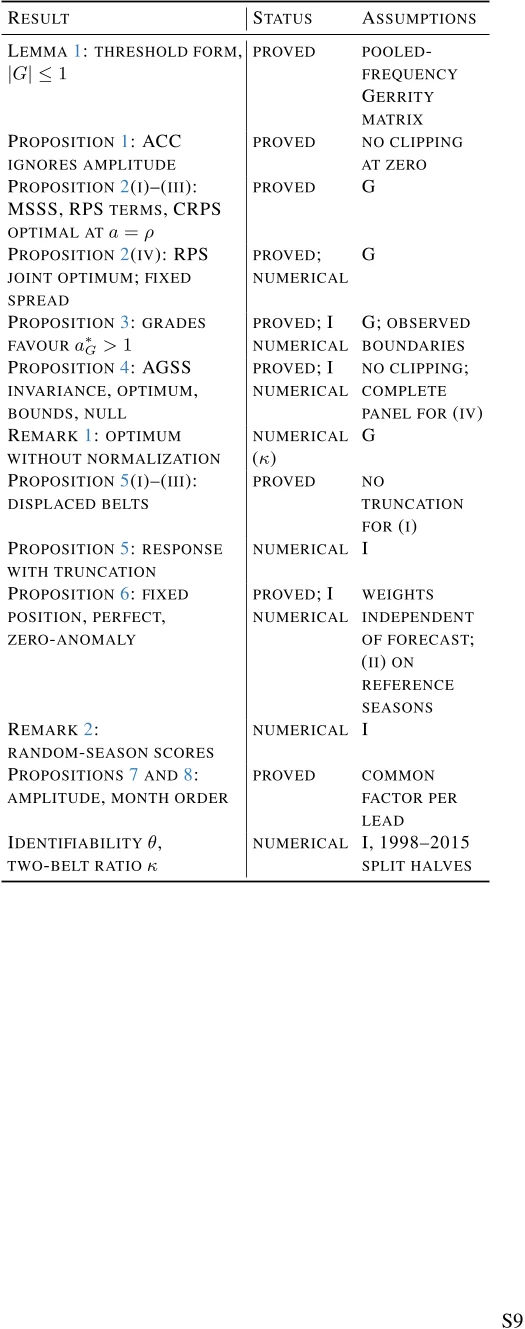 RESULT STATUS ASSUMPTIONS
LEMMA 1: THRESHOLD FORM, PROVED POOLED-
|G| ≤ 1 FREQUENCY
GERRITY
MATRIX
PROPOSITION 1: ACC PROVED NO CLIPPING
IGNORES AMPLITUDE AT ZERO
PROPOSITION 2(I)–(III): PROVED G
MSSS, RPS TERMS, CRPS
OPTIMAL AT a = ρ
PROPOSITION 2(IV): RPS PROVED; G
JOINT OPTIMUM; FIXED NUMERICAL
SPREAD
PROPOSITION 3: GRADES PROVED; I G; OBSERVED
FAVOUR a*_G > 1 NUMERICAL BOUNDARIES
PROPOSITION 4: AGSS PROVED; I NO CLIPPING;
INVARIANCE, OPTIMUM, NUMERICAL COMPLETE
BOUNDS, NULL PANEL FOR (IV)
REMARK 1: OPTIMUM NUMERICAL G
WITHOUT NORMALIZATION (κ)
PROPOSITION 5(I)–(III): PROVED NO
DISPLACED BELTS TRUNCATION
FOR (I)
PROPOSITION 5: RESPONSE NUMERICAL I
WITH TRUNCATION
PROPOSITION 6: FIXED PROVED; I WEIGHTS
POSITION, PERFECT, NUMERICAL INDEPENDENT
ZERO-ANOMALY OF FORECAST;
(II) ON
REFERENCE
SEASONS
REMARK 2: NUMERICAL I
RANDOM-SEASON SCORES
PROPOSITIONS 7 AND 8: PROVED COMMON
AMPLITUDE, MONTH ORDER FACTOR PER
LEAD
IDENTIFIABILITY θ, NUMERICAL I, 1998–2015
TWO-BELT RATIO κ SPLIT HALVES
S9